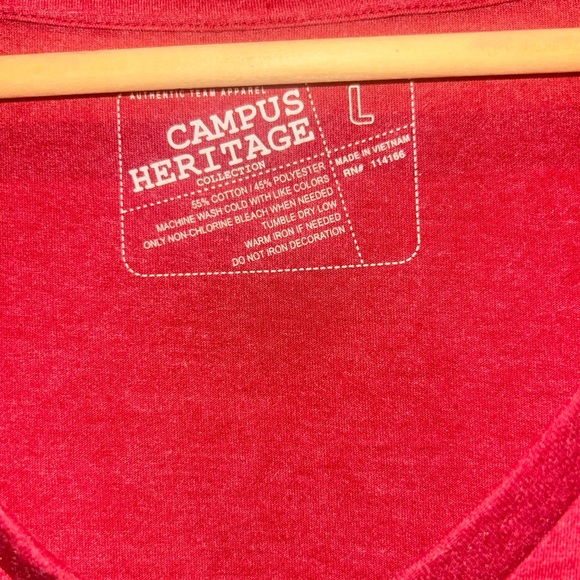 AUTHENTIC TEAM APPAREL
CAMPUS
HERITAGE
COLLECTION
L
55% COTTON / 45% POLYESTER
MACHINE WASH COLD WITH LIKE COLORS
ONLY NON-CHLORINE BLEACH WHEN NEEDED
TUMBLE DRY LOW
WARM IRON IF NEEDED
DO NOT IRON DECORATION
MADE IN VIETNAM
RN# 114166